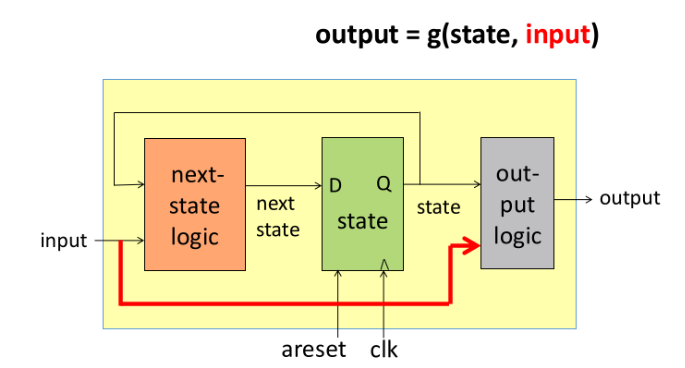 output = g(state, input)
next-
state
logic
D
Q
state
out-
put
logic
next
state
state
input
output
areset
clk